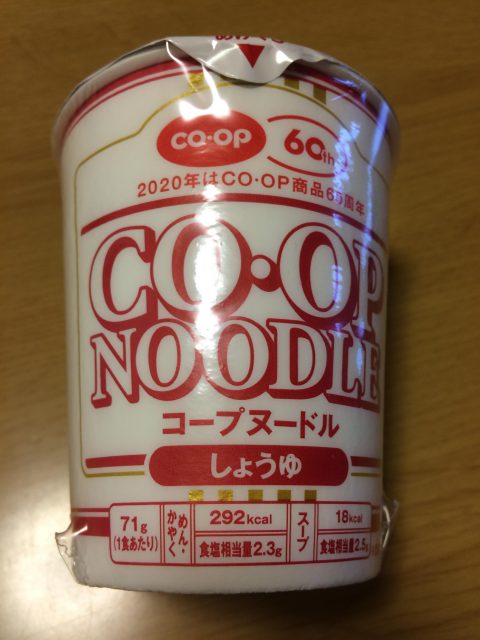 CO·OP
60th
2020年はCO·OP商品60周年
CO·OP
NOODLE
コープヌードル
しょうゆ
71g
(1食あたり)
めん・かやく
292kcal
食塩相当量2.3g
スープ
18kcal
食塩相当量2.5g